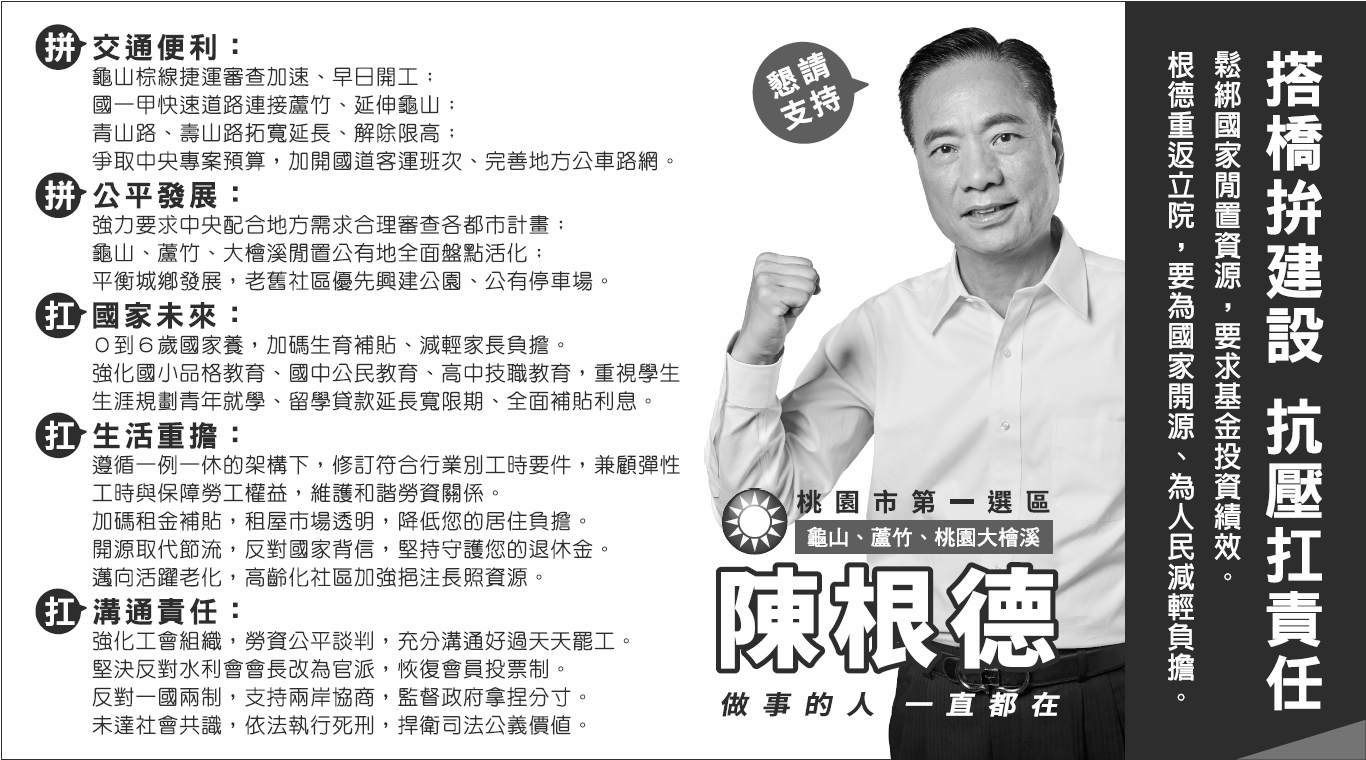 拼 交通便利：
龜山棕線捷運審查加速、早日開工；
國一甲快速道路連接蘆竹、延伸龜山；
青山路、壽山路拓寬延長、解除限高；
爭取中央專案預算，加開國道客運班次、完善地方公車路網。
拼 公平發展：
強力要求中央配合地方需求合理審查各都市計畫；
龜山、蘆竹、大檜溪閒置公有地全面盤點活化；
平衡城鄉發展，老舊社區優先興建公園、公有停車場。
扛 國家未來：
0到6歲國家養，加碼生育補貼、減輕家長負擔。
強化國小品格教育、國中公民教育、高中技職教育，重視學生
生涯規劃青年就學、留學貸款延長寬限期、全面補貼利息。
扛 生活重擔：
遵循一例一休的架構下，修訂符合行業別工時要件，兼顧彈性
工時與保障勞工權益，維護和諧勞資關係。
加碼租金補貼，租屋市場透明，降低您的居住負擔。
開源取代節流，反對國家背信，堅持守護您的退休金。
邁向活躍老化，高齡化社區加強挹注長照資源。
扛 溝通責任：
強化工會組織，勞資公平談判，充分溝通好過天天罷工。
堅決反對水利會會長改為官派，恢復會員投票制。
反對一國兩制，支持兩岸協商，監督政府拿捏分寸。
未達社會共識，依法執行死刑，捍衛司法公義價值。
懇請
支持
桃園市第一選區
龜山、蘆竹、桃園大檜溪
陳根德
做事的人 一直都在
搭橋拚建設 抗壓扛責任
鬆綁國家閒置資源，要求基金投資績效。
根德重返立院，要為國家開源、為人民減輕負擔。